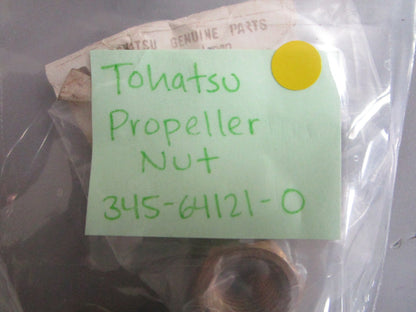 GENUINE PARTS
Tohatsu
Propeller
Nut
345-64121-0